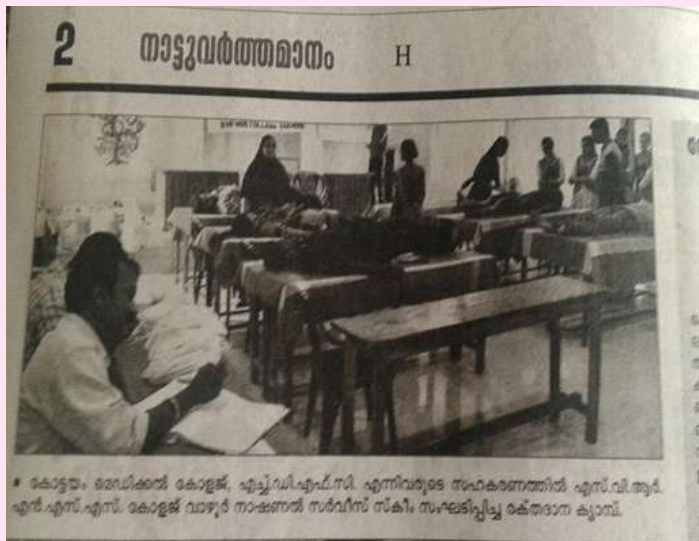 2 നാട്ടുവർത്തമാനം H
• കോട്ടയം മെഡിക്കൽ കോളജ്, എച്ച്.ഡി.എഫ്.സി. എന്നിവരുടെ സഹകരണത്തിൽ എസ്.വി.ആർ.
എൻ.എസ്.എസ്. കോളജ് വാഴൂർ നാഷണൽ സർവീസ് സ്കീം സംഘടിപ്പിച്ച രക്തദാന ക്യാമ്പ്.